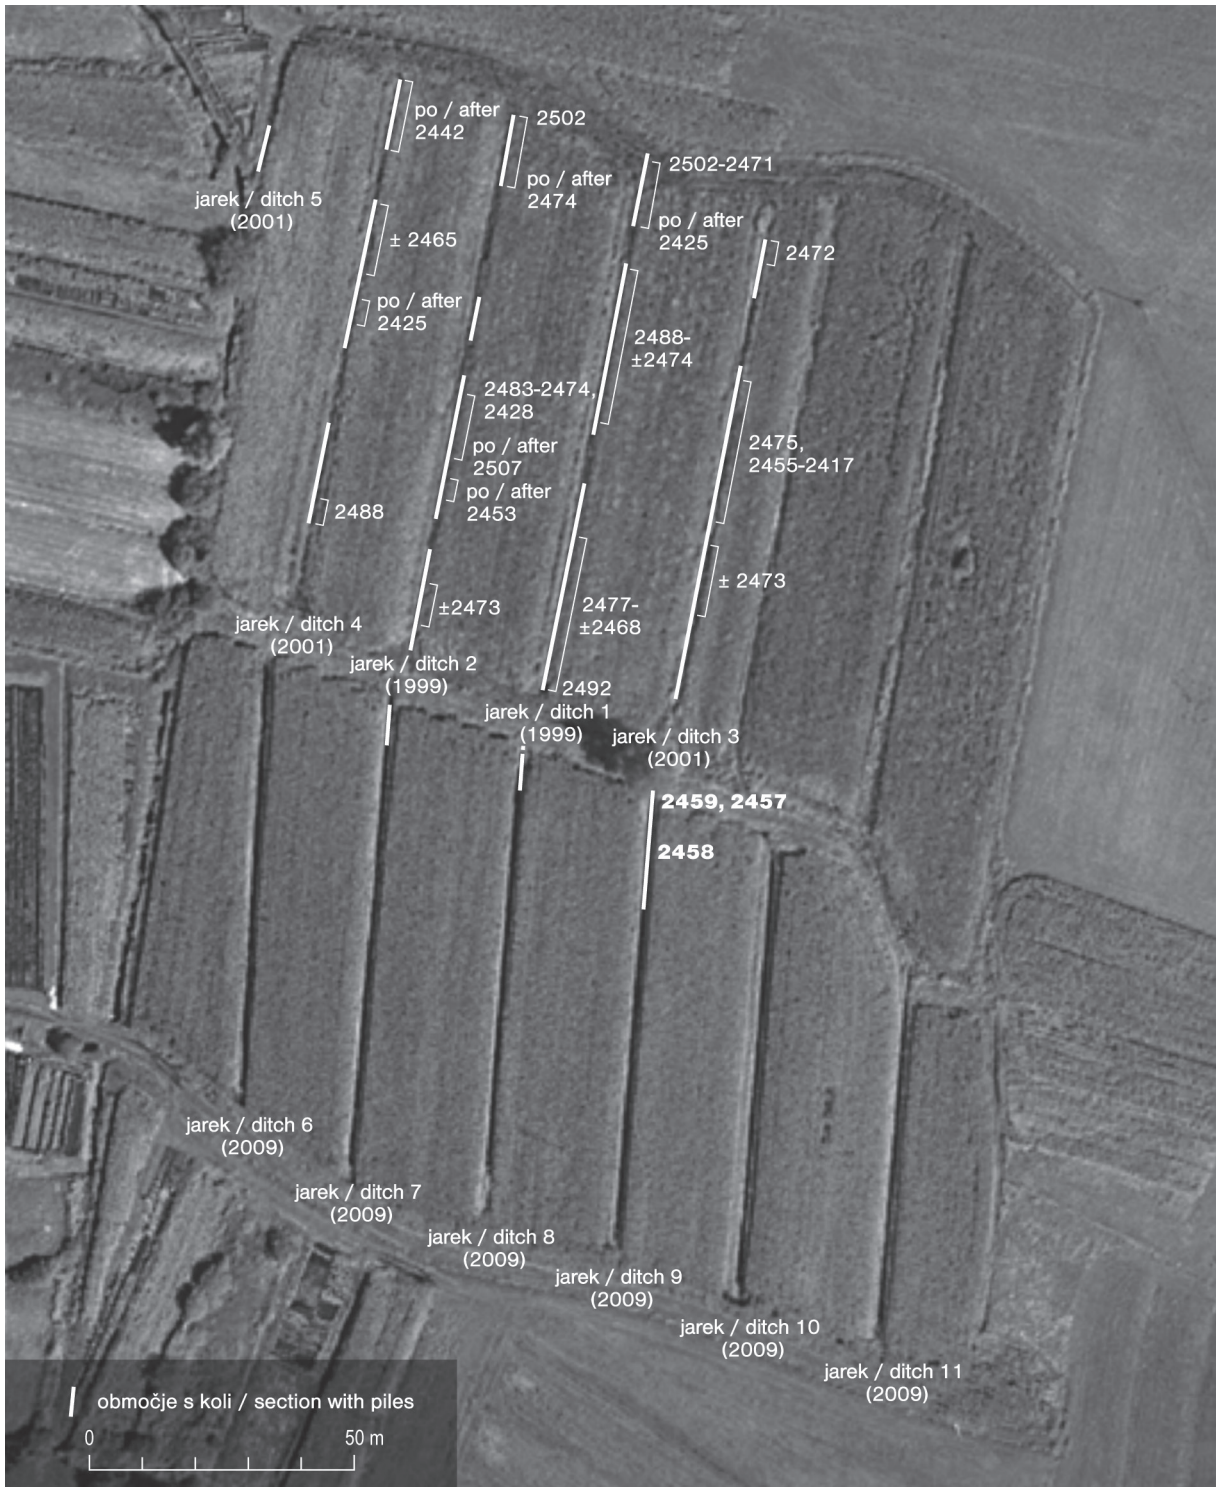 po / after
2442
2502
po / after
2474
2502-2471
po / after
2425
jarek / ditch 5
(2001)
± 2465
2472
po / after
2425
2488-
±2474
2483-2474,
2428
po / after
2507
po / after
2453
2475,
2455-2417
2488
± 2473
±2473
2477-
±2468
jarek / ditch 4
(2001)
jarek / ditch 2
(1999)
2492
jarek / ditch 1
(1999)
jarek / ditch 3
(2001)
2459, 2457
2458
jarek / ditch 6
(2009)
jarek / ditch 7
(2009)
jarek / ditch 8
(2009)
jarek / ditch 9
(2009)
jarek / ditch 10
(2009)
jarek / ditch 11
(2009)
območje s koli / section with piles
0 50 m